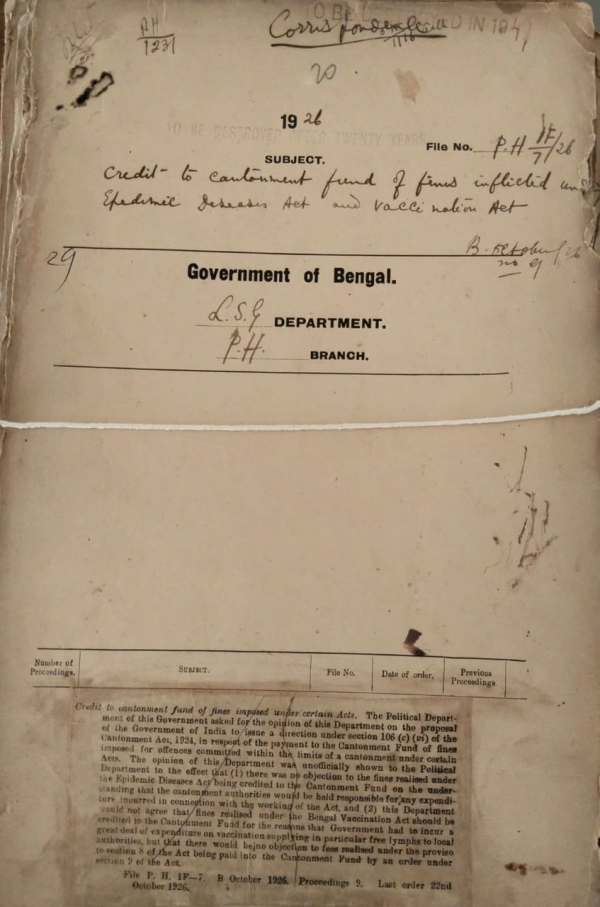 Correspondence
PH
1231
20
1926
TO BE DESTROYED AFTER TWENTY YEARS
File No. P.H 1F/7/26
SUBJECT.
Credit to cantonment fund of fines inflicted un
Epidemic Diseases Act and Vaccination Act
B. October/26
no 9
29
Government of Bengal.
L.S.G DEPARTMENT.
P.H. BRANCH.
Number of Proceedings. SUBJECT. File No. Date of order. Previous Proceedings.
Credit to cantonment fund of fines imposed under certain Acts. The Political Depart-
ment of this Government asked for the opinion of this Department on the proposal
of the Government of India to issue a direction under section 106 (c) (vi) of the
Cantonment Act, 1924, in respect of the payment to the Cantonment Fund of fines
imposed for offences committed within the limits of a cantonment under certain
Acts. The opinion of this Department was unofficially shown to the Political
Department to the effect that (1) there was no objection to the fines realised under
the Epidemic Diseases Act being credited to the Cantonment Fund on the under-
standing that the cantonment authorities would be held responsible for any expendi-
ture incurred in connection with the working of the Act, and (2) this Department
would not agree that fines realised under the Bengal Vaccination Act should be
credited to the Cantonment Fund for the reasons that Government had to incur a
great deal of expenditure on vaccination supplying in particular free lymphs to local
authorities, but that there would be no objection to fees realised under the proviso
to section 8 of the Act being paid into the Cantonment Fund by an order under
section 9 of the Act.
File P. H. 1F—7. B October 1926. Proceedings 9. Last order 22nd
October 1926.